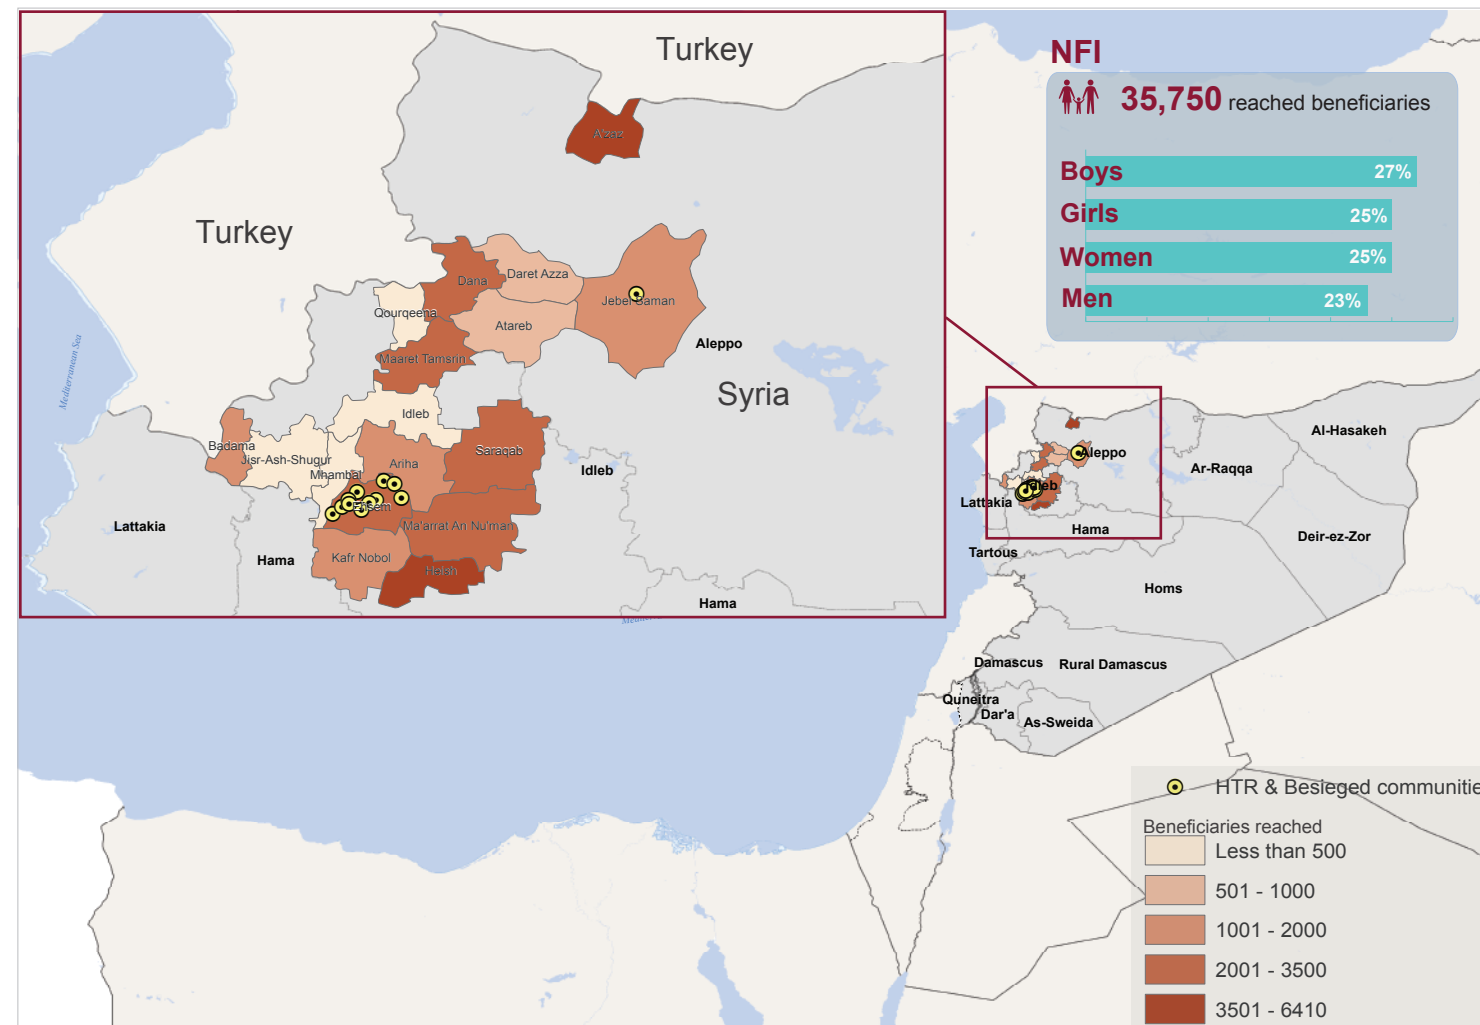 Turkey
Turkey
A'zaz
Dana
Daret Azza
Qourqeena
Jebel Saman
Atareb
Maaret Tamsrin
Aleppo
Syria
Mediterranean Sea
Idleb
Badama
Jisr-Ash-Shugur
Mhambal
Ariha
Saraqab
Idleb
Ehsem
Ma'arrat An Nu'man
Lattakia
Hama
Kafr Nobol
Heish
Hama
NFI
35,750 reached beneficiaries
Boys 27%
Girls 25%
Women 25%
Men 23%
Al-Hasakeh
Aleppo
Ar-Raqqa
Idleb
Lattakia
Hama
Deir-ez-Zor
Tartous
Homs
Damascus
Rural Damascus
Quneitra
Dar'a
As-Sweida
HTR & Besieged communitie
Beneficiaries reached
Less than 500
501 - 1000
1001 - 2000
2001 - 3500
3501 - 6410